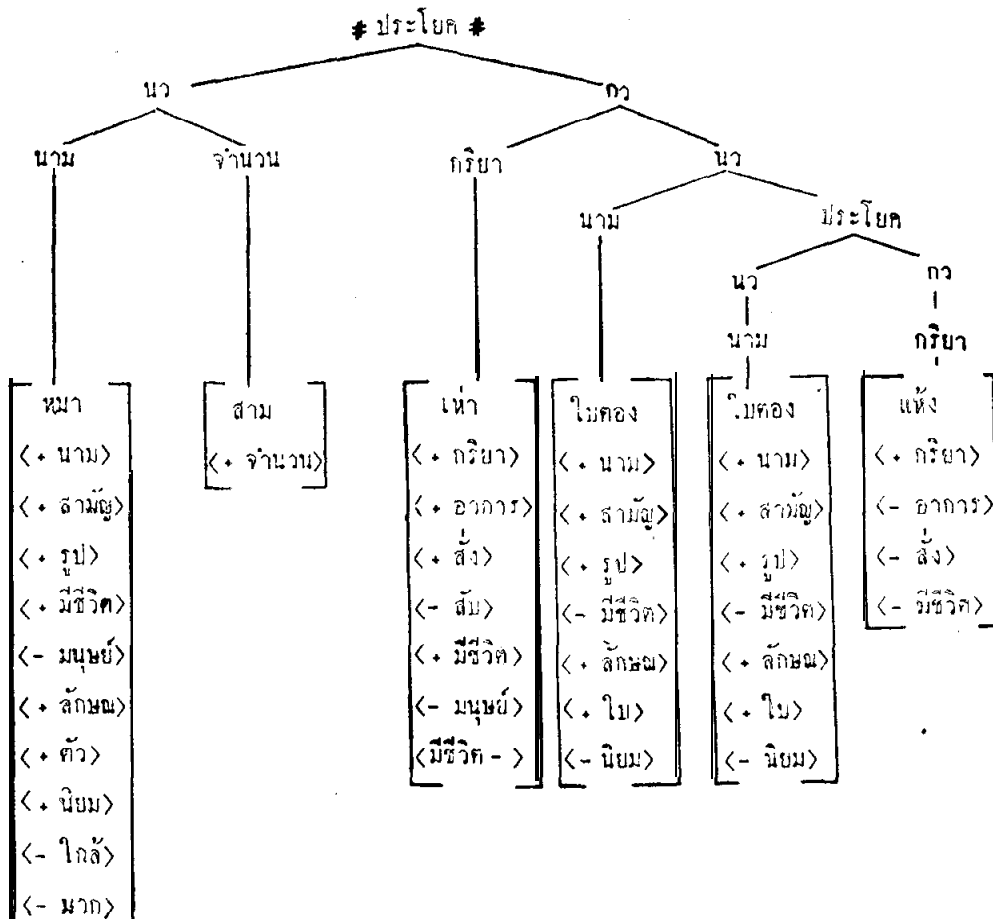 # ประโยค #
นว กว
นาม จำนวน กริยา นว
นาม ประโยค
นว กว
นาม กริยา
หมา
<+ นาม>
<+ สามัญ>
<+ รูป>
<+ มีชีวิต>
<- มนุษย์>
<+ ลักษณ>
<+ ตัว>
<+ นิยม>
<- ใกล้>
<- มวก>
สาม
<+ จำนวน>
เห่า
<+ กริยา>
<+ อาการ>
<+ สั่ง>
<- สัม>
<+ มีชีวิต>
<- มนุษย์>
<มีชีวิต - >
ใบตอง
<+ นาม>
<+ สามัญ>
<+ รูป>
<- มีชีวิต>
<+ ลักษณ>
<+ ใบ>
<- นิยม>
ใบตอง
<+ นาม>
<+ สามัญ>
<+ รูป>
<- มีชีวิต>
<+ ลักษณ>
<+ ใบ>
<- นิยม>
แห้ง
<+ กริยา>
<- อาการ>
<- สั่ง>
<- มีชีวิต>